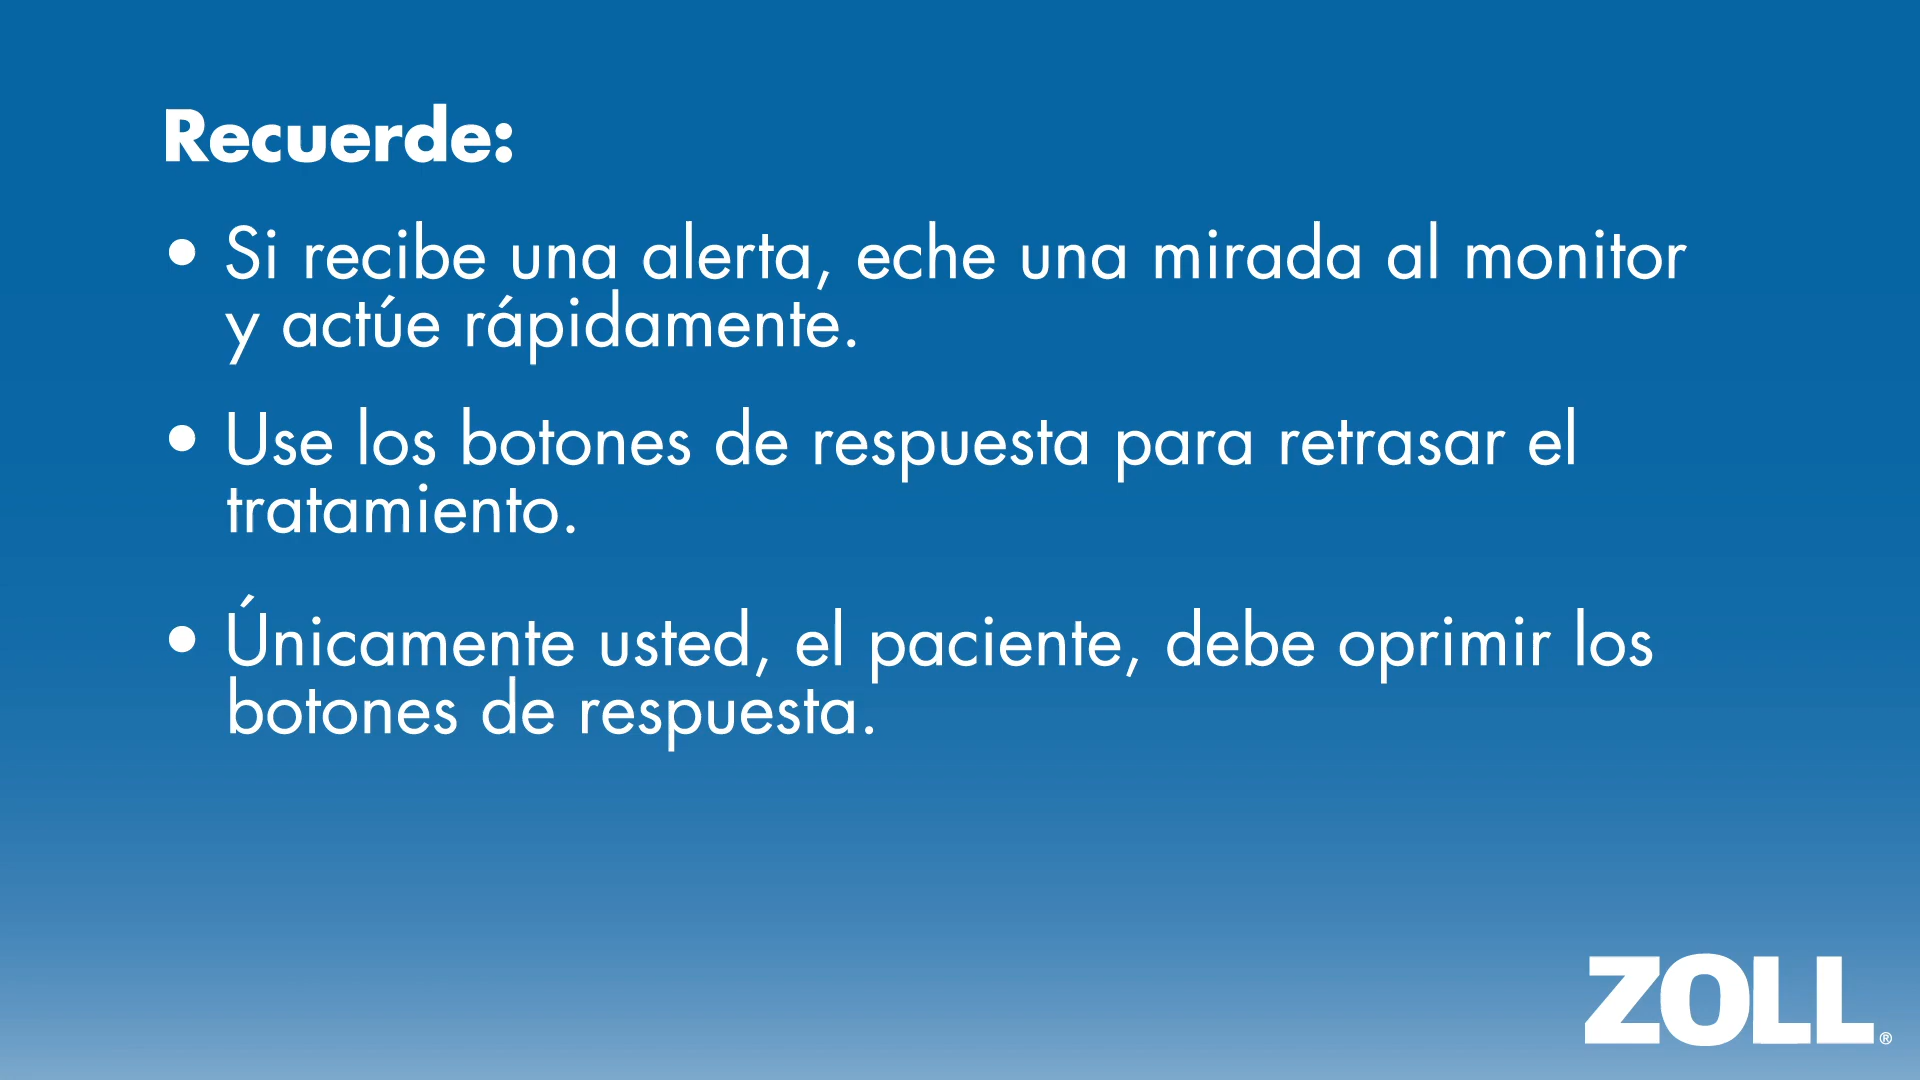 Recuerde:
• Si recibe una alerta, eche una mirada al monitor
y actúe rápidamente.
• Use los botones de respuesta para retrasar el
tratamiento.
• Únicamente usted, el paciente, debe oprimir los
botones de respuesta.
ZOLL®